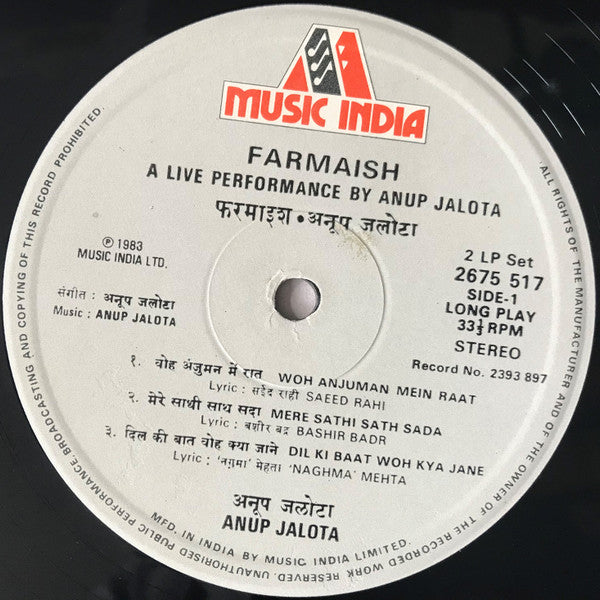 MUSIC INDIA
FARMAISH
A LIVE PERFORMANCE BY ANUP JALOTA
फरमाइश • अनूप जलोटा
℗ 1983
MUSIC INDIA LTD.
संगीत : अनूप जलोटा
Music : ANUP JALOTA
2 LP Set
2675 517
SIDE-1
LONG PLAY
33⅓ RPM
STEREO
Record No. 2393 897
१. वोह अंजुमन में रात WOH ANJUMAN MEIN RAAT
Lyric : सईद राही SAEED RAHI
२. मेरे साथी साथ सदा MERE SATHI SATH SADA
Lyric : बशीर बद्र BASHIR BADR
३. दिल की बात वोह क्या जाने DIL KI BAAT WOH KYA JANE
Lyric : 'नग़मा' मेहता 'NAGHMA' MEHTA
अनूप जलोटा
ANUP JALOTA
MFD. IN INDIA BY MUSIC INDIA LIMITED.
ALL RIGHTS OF THE MANUFACTURER AND OF THE OWNER OF THE RECORDED WORK RESERVED. UNAUTHORISED PUBLIC PERFORMANCE, BROADCASTING AND COPYING OF THIS RECORD PROHIBITED.